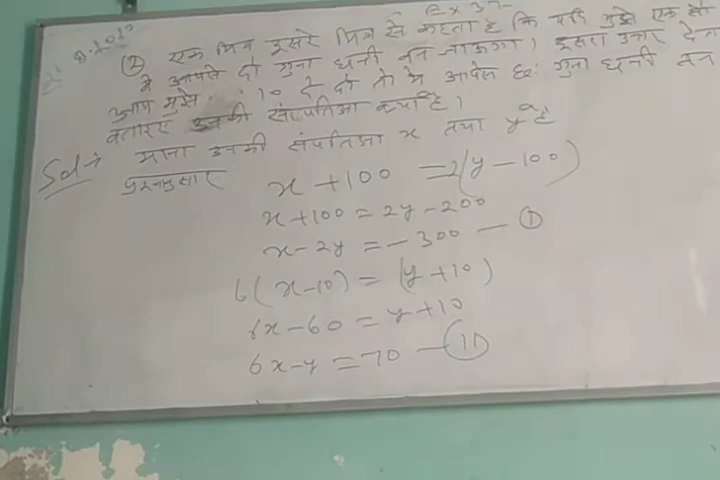 Ex 3.
(2) एक मित्र दूसरे मित्र से कहता है कि यदि मुझे एक सौ
मैं आपसे दो गुना धनी बन जाऊंगा। दूसरा उत्तर देता
आप मुझे 10 दे दो तो मैं आपसे छः गुना धनी बन
बताइए उनकी संपत्तिआ क्या है।
Sol → माना उनकी संपत्तिआ x तथा y है
प्रश्नानुसार
x + 100 = 2(y - 100)
x + 100 = 2y - 200
x - 2y = - 300 — (I)
6(x - 10) = (y + 10)
6x - 60 = y + 10
6x - y = 70 — (II)